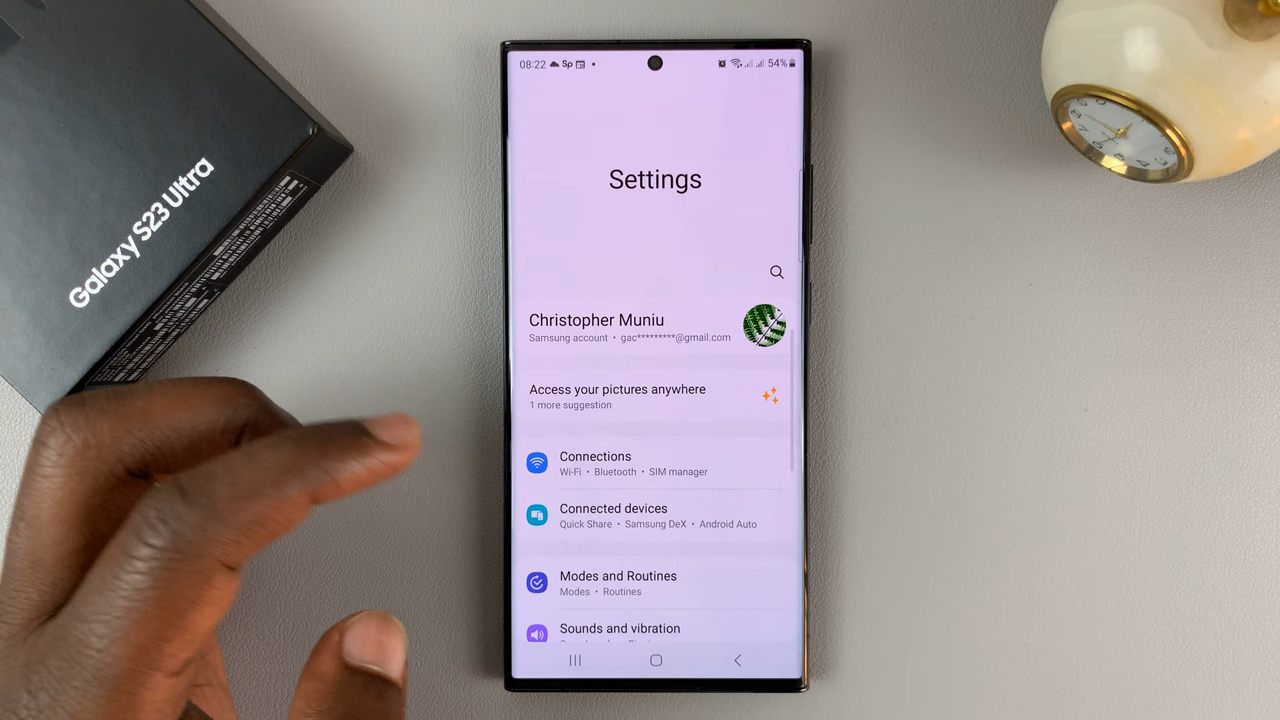 Galaxy S23 Ultra
08:22 Sp 54%
Settings
Christopher Muniu
Samsung account • gac*********@gmail.com
Access your pictures anywhere
1 more suggestion
Connections
Wi-Fi • Bluetooth • SIM manager
Connected devices
Quick Share • Samsung DeX • Android Auto
Modes and Routines
Modes • Routines
Sounds and vibration